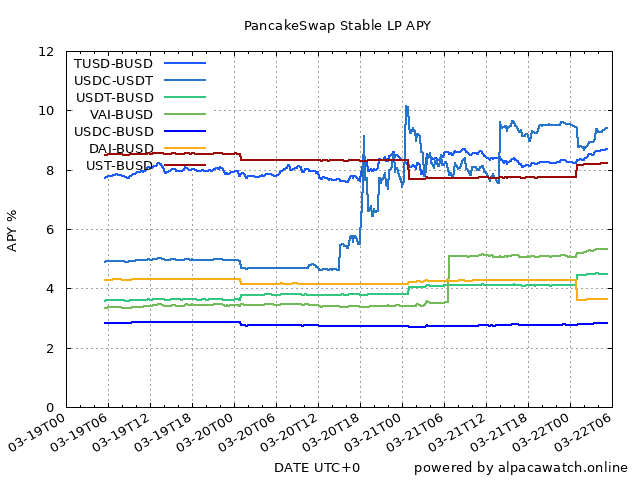 PancakeSwap Stable LP APY
12
10
8
6
4
2
0
APY %
TUSD-BUSD
USDC-USDT
USDT-BUSD
VAI-BUSD
USDC-BUSD
DAI-BUSD
UST-BUSD
03-19T00
03-19T06
03-19T12
03-19T18
03-20T00
03-20T06
03-20T12
03-20T18
03-21T00
03-21T06
03-21T12
03-21T18
03-22T00
03-22T06
DATE UTC+0
powered by alpacawatch.online